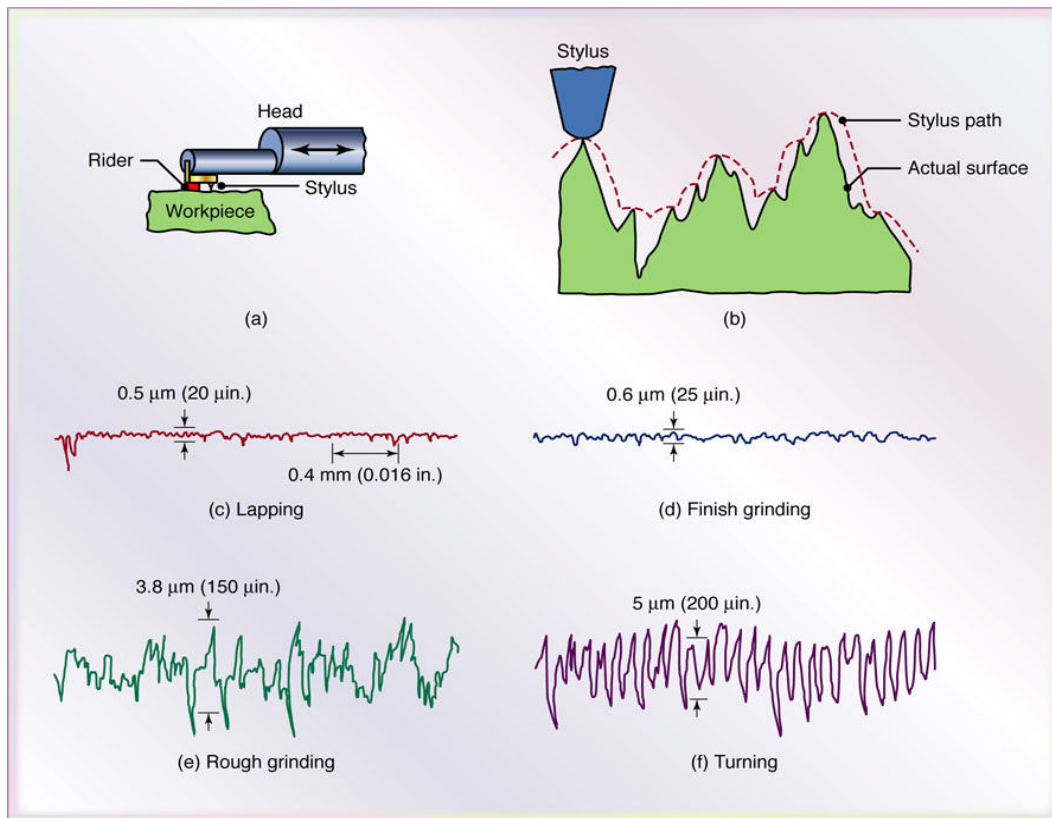 Head
Rider
Stylus
Workpiece
(a)
Stylus
Stylus path
Actual surface
(b)
0.5 μm (20 μin.)
0.4 mm (0.016 in.)
(c) Lapping
0.6 μm (25 μin.)
(d) Finish grinding
3.8 μm (150 μin.)
(e) Rough grinding
5 μm (200 μin.)
(f) Turning